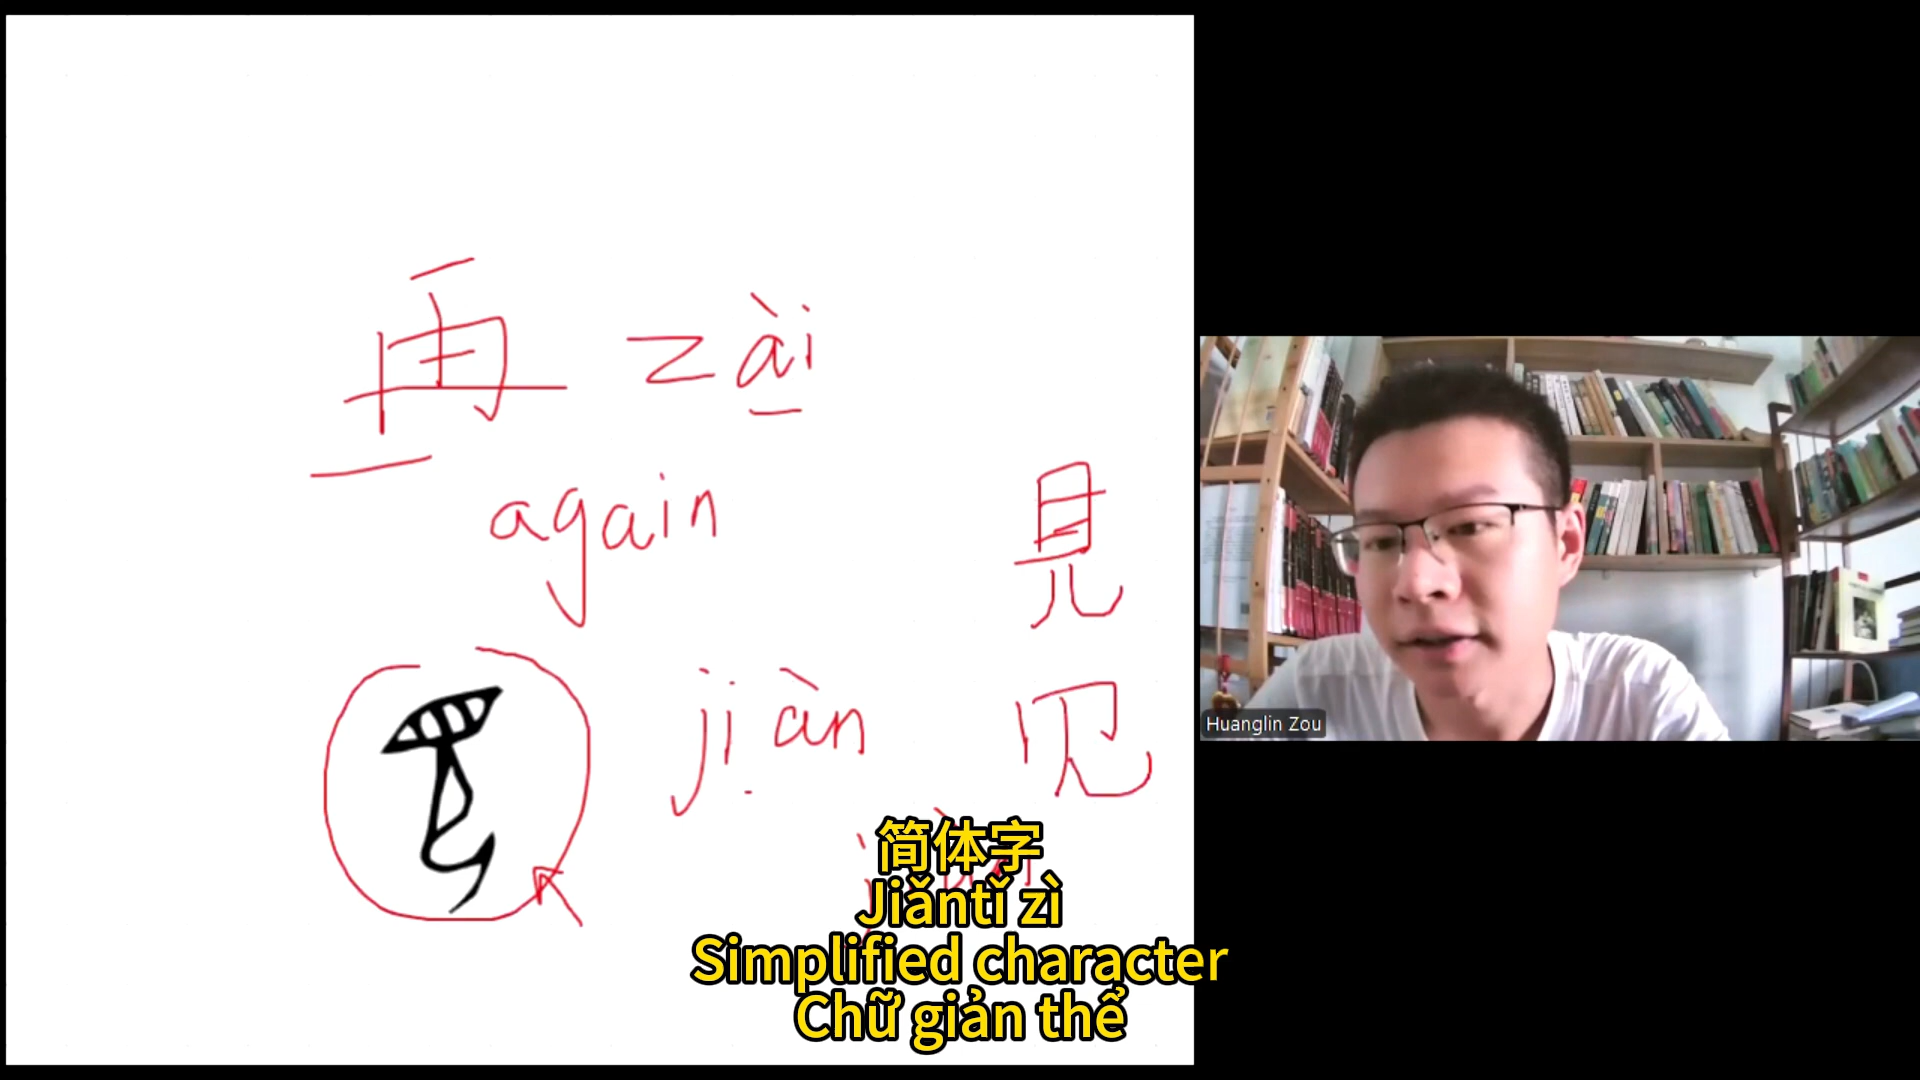 再 zài
again
見
jiàn 见
简体字
Jiǎntǐ zì
Simplified character
Chữ giản thể
Huanglin Zou